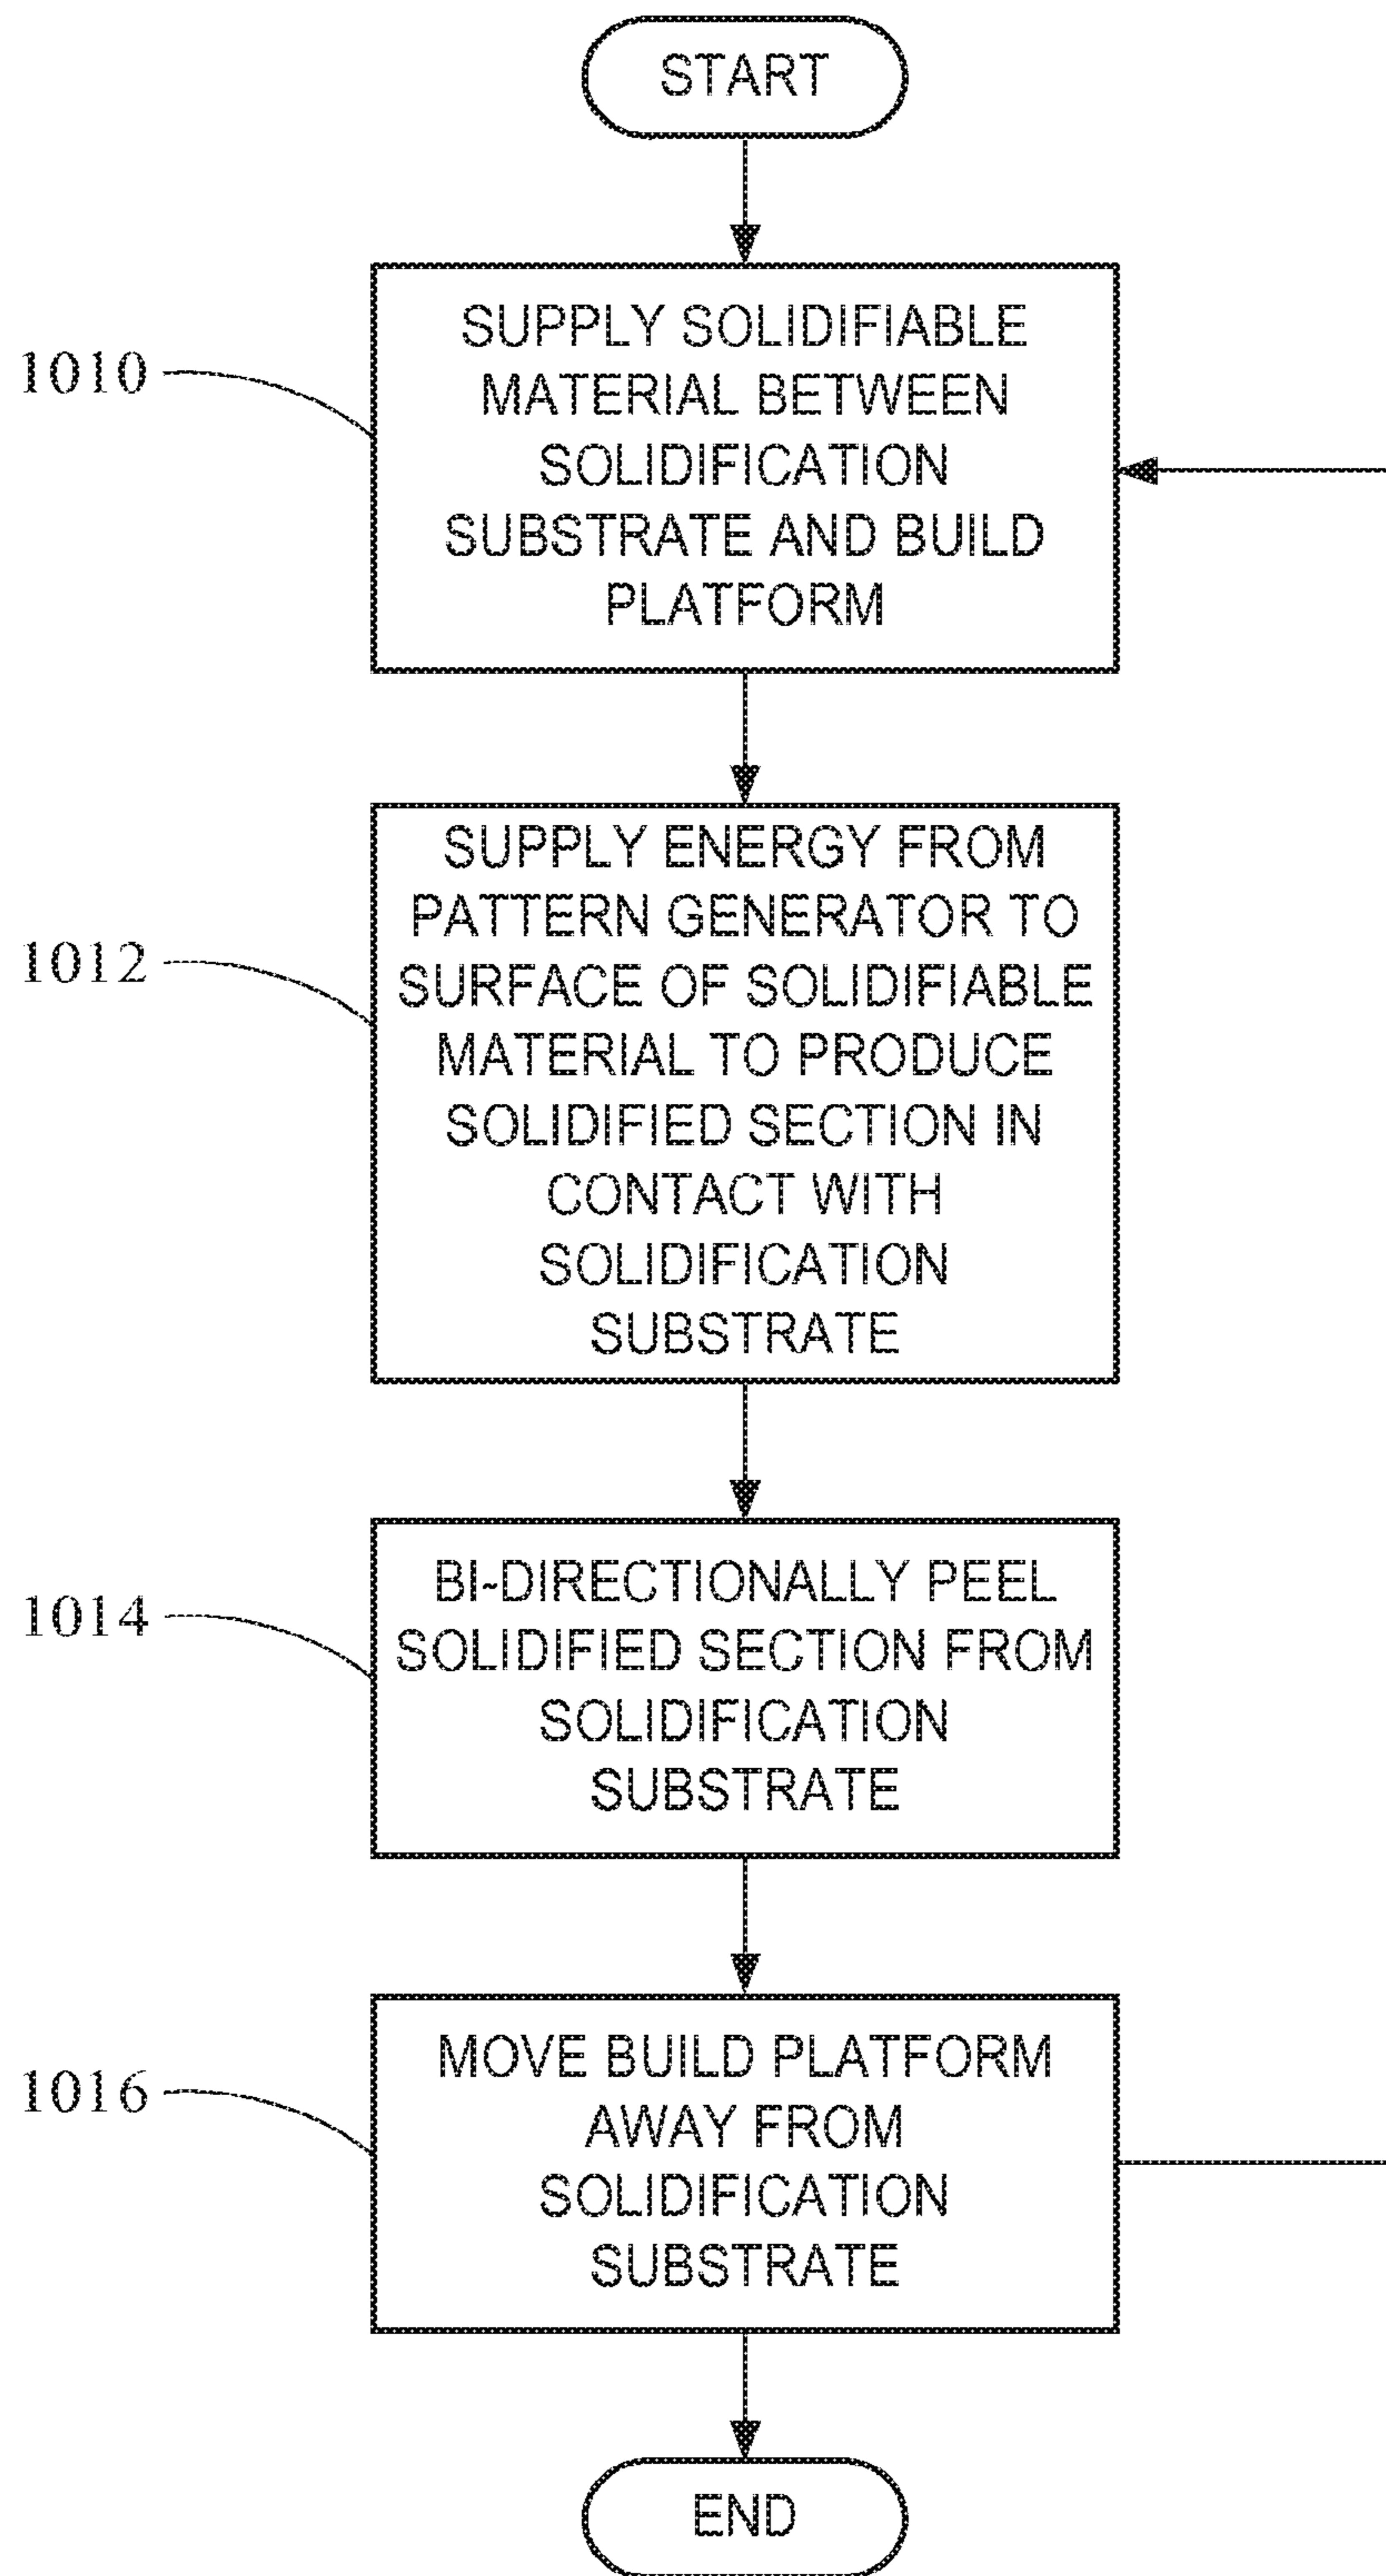 START
1010
SUPPLY SOLIDIFIABLE
MATERIAL BETWEEN
SOLIDIFICATION
SUBSTRATE AND BUILD
PLATFORM
1012
SUPPLY ENERGY FROM
PATTERN GENERATOR TO
SURFACE OF SOLIDIFIABLE
MATERIAL TO PRODUCE
SOLIDIFIED SECTION IN
CONTACT WITH
SOLIDIFICATION
SUBSTRATE
1014
BI-DIRECTIONALLY PEEL
SOLIDIFIED SECTION FROM
SOLIDIFICATION
SUBSTRATE
1016
MOVE BUILD PLATFORM
AWAY FROM
SOLIDIFICATION
SUBSTRATE
END